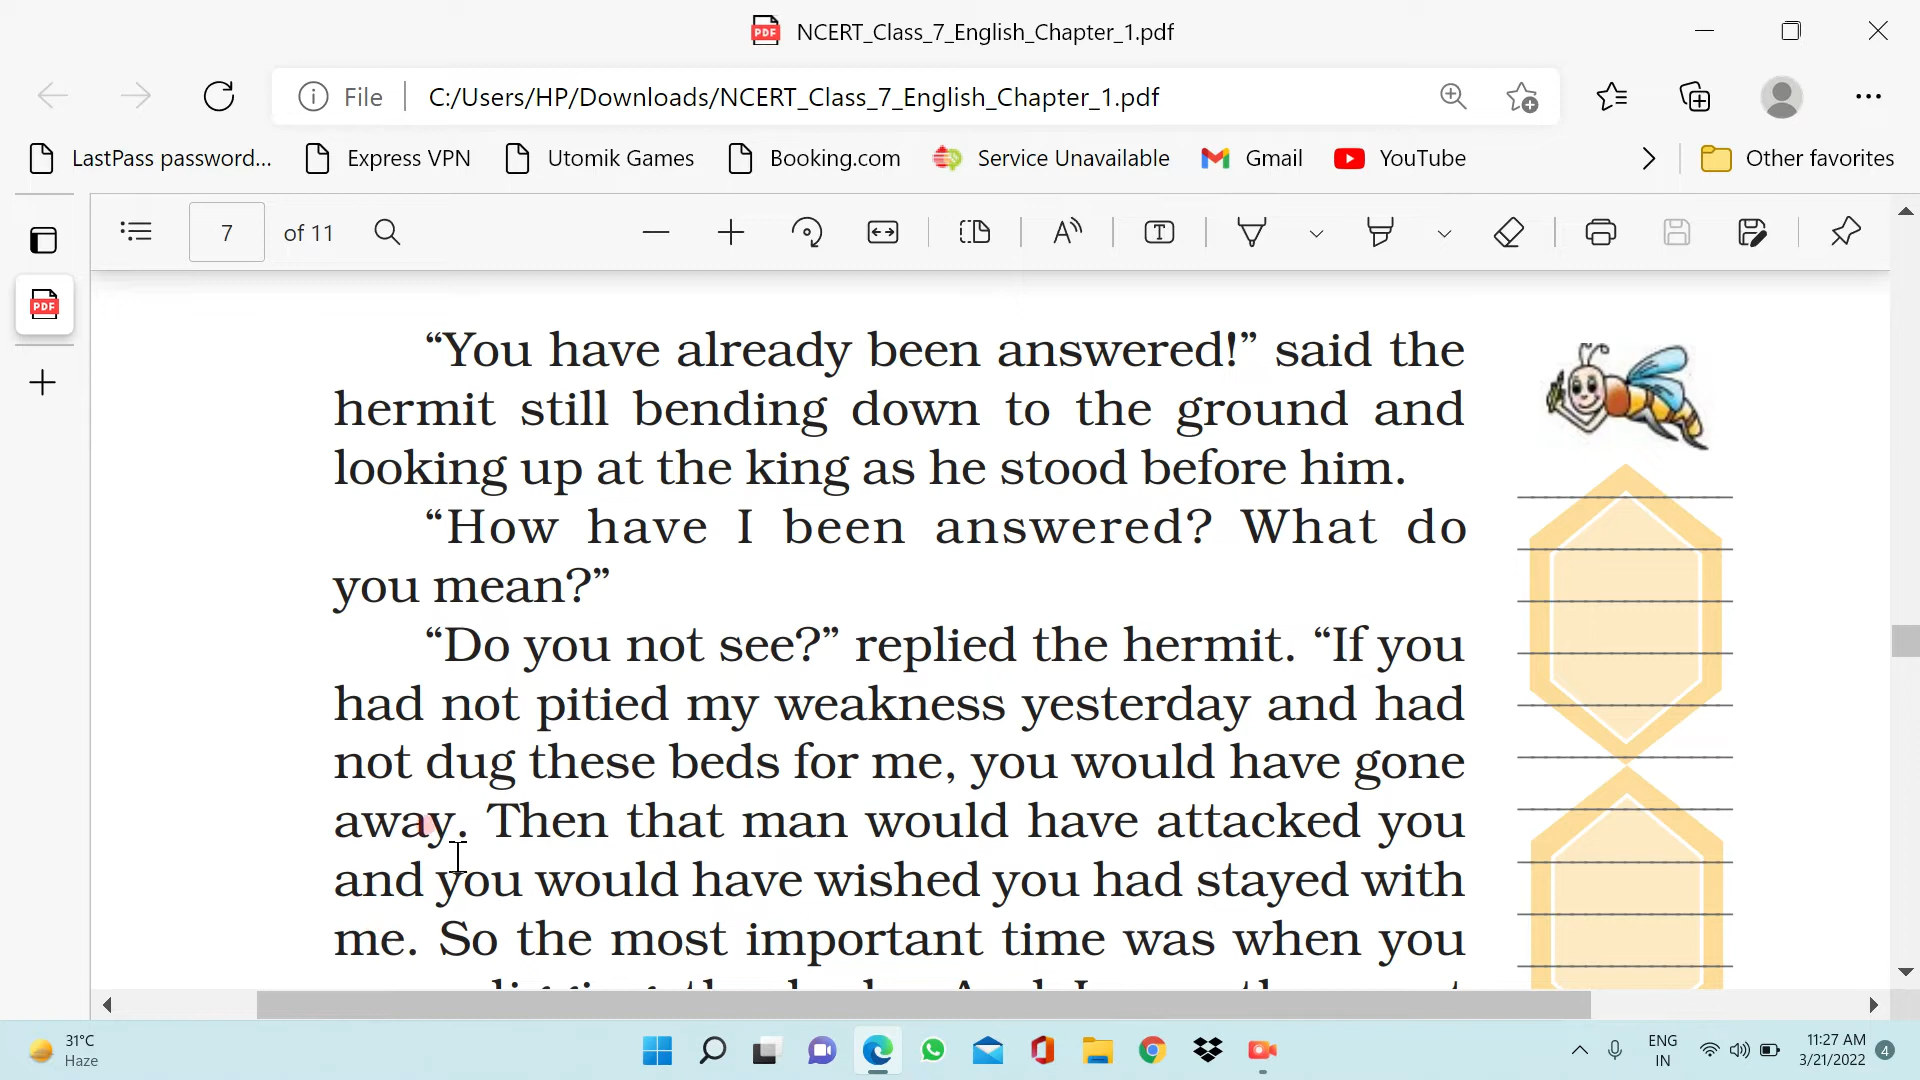 NCERT_Class_7_English_Chapter_1.pdf
File C:/Users/HP/Downloads/NCERT_Class_7_English_Chapter_1.pdf
LastPass password... Express VPN Utomik Games Booking.com Service Unavailable Gmail YouTube Other favorites
7 of 11
“You have already been answered!” said the
hermit still bending down to the ground and
looking up at the king as he stood before him.
“How have I been answered? What do
you mean?”
“Do you not see?” replied the hermit. “If you
had not pitied my weakness yesterday and had
not dug these beds for me, you would have gone
away. Then that man would have attacked you
and you would have wished you had stayed with
me. So the most important time was when you
31°C
Haze
ENG
IN
11:27 AM
3/21/2022
4